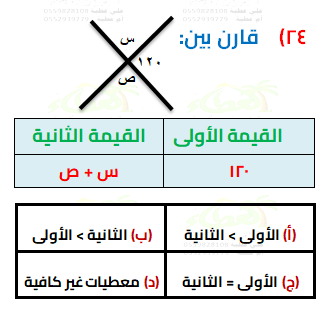 ٢٤) قارن بين:
س
١٢٠
ص
القيمة الأولى القيمة الثانية
١٢٠ س + ص
(أ) الأولى > الثانية (ب) الثانية > الأولى
(ج) الأولى = الثانية (د) معطيات غير كافية